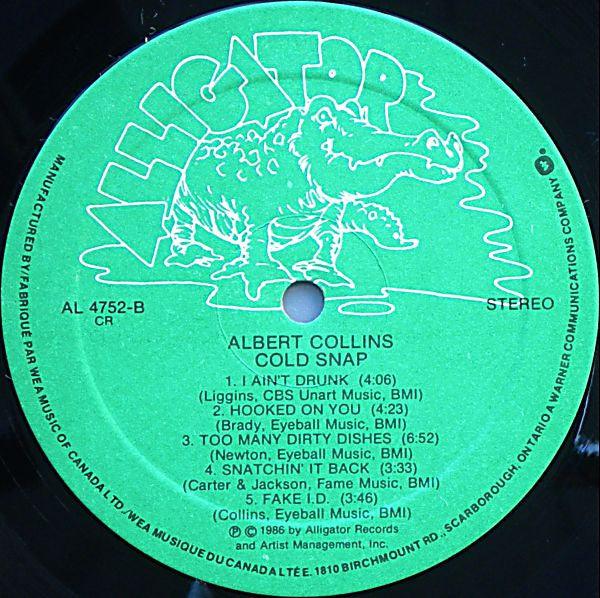 ALLIGATOR
AL 4752-B
CR
STEREO
ALBERT COLLINS
COLD SNAP
1. I AIN'T DRUNK (4:06)
(Liggins, CBS Unart Music, BMI)
2. HOOKED ON YOU (4:23)
(Brady, Eyeball Music, BMI)
3. TOO MANY DIRTY DISHES (6:52)
(Newton, Eyeball Music, BMI)
4. SNATCHIN' IT BACK (3:33)
(Carter & Jackson, Fame Music, BMI)
5. FAKE I.D. (3:46)
(Collins, Eyeball Music, BMI)
℗ © 1986 by Alligator Records
and Artist Management, Inc.
MANUFACTURED BY/FABRIQUÉ PAR WEA MUSIC OF CANADA LTD./WEA MUSIQUE DU CANADA LTÉE. 1810 BIRCHMOUNT RD., SCARBOROUGH, ONTARIO A WARNER COMMUNICATIONS COMPANY